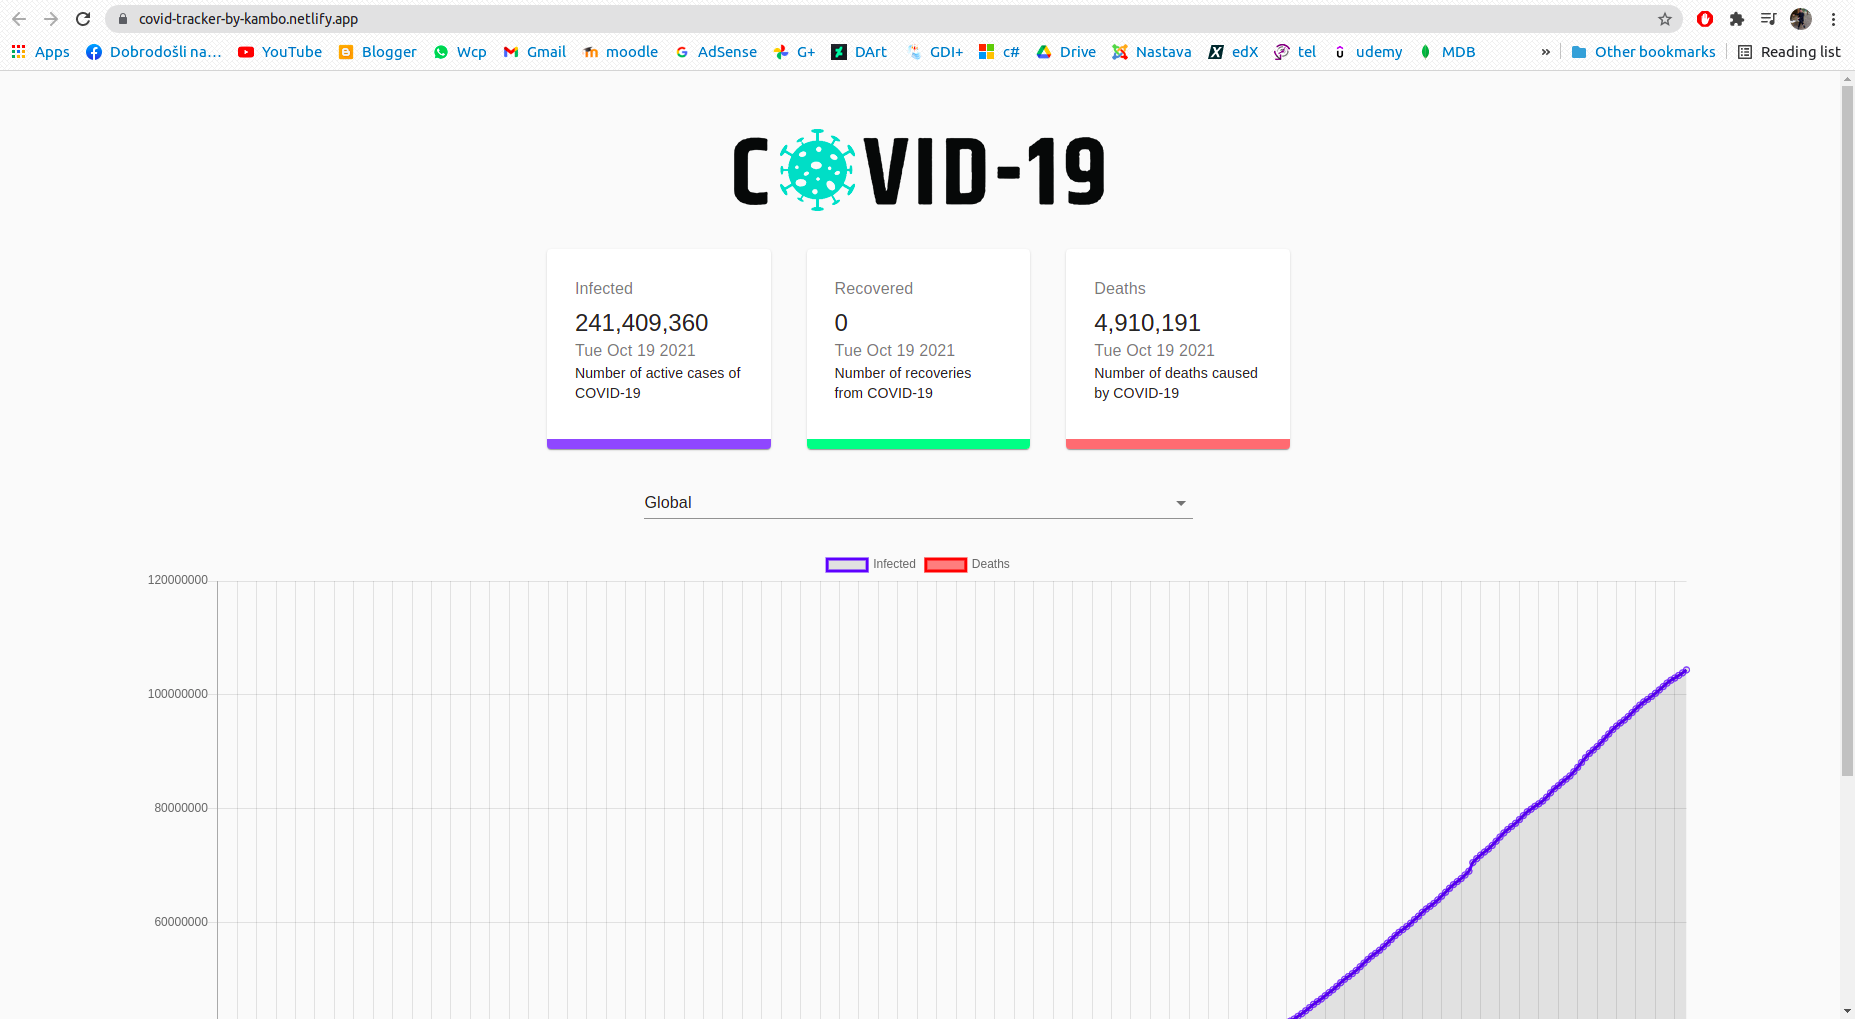 covid-tracker-by-kambo.netlify.app
Apps Dobrodošli na... YouTube Blogger Wcp Gmail moodle AdSense G+ DArt GDI+ c# Drive Nastava edX tel udemy MDB » Other bookmarks Reading list
COVID-19
Infected
241,409,360
Tue Oct 19 2021
Number of active cases of
COVID-19
Recovered
0
Tue Oct 19 2021
Number of recoveries
from COVID-19
Deaths
4,910,191
Tue Oct 19 2021
Number of deaths caused
by COVID-19
Global
Infected Deaths
120000000
100000000
80000000
60000000